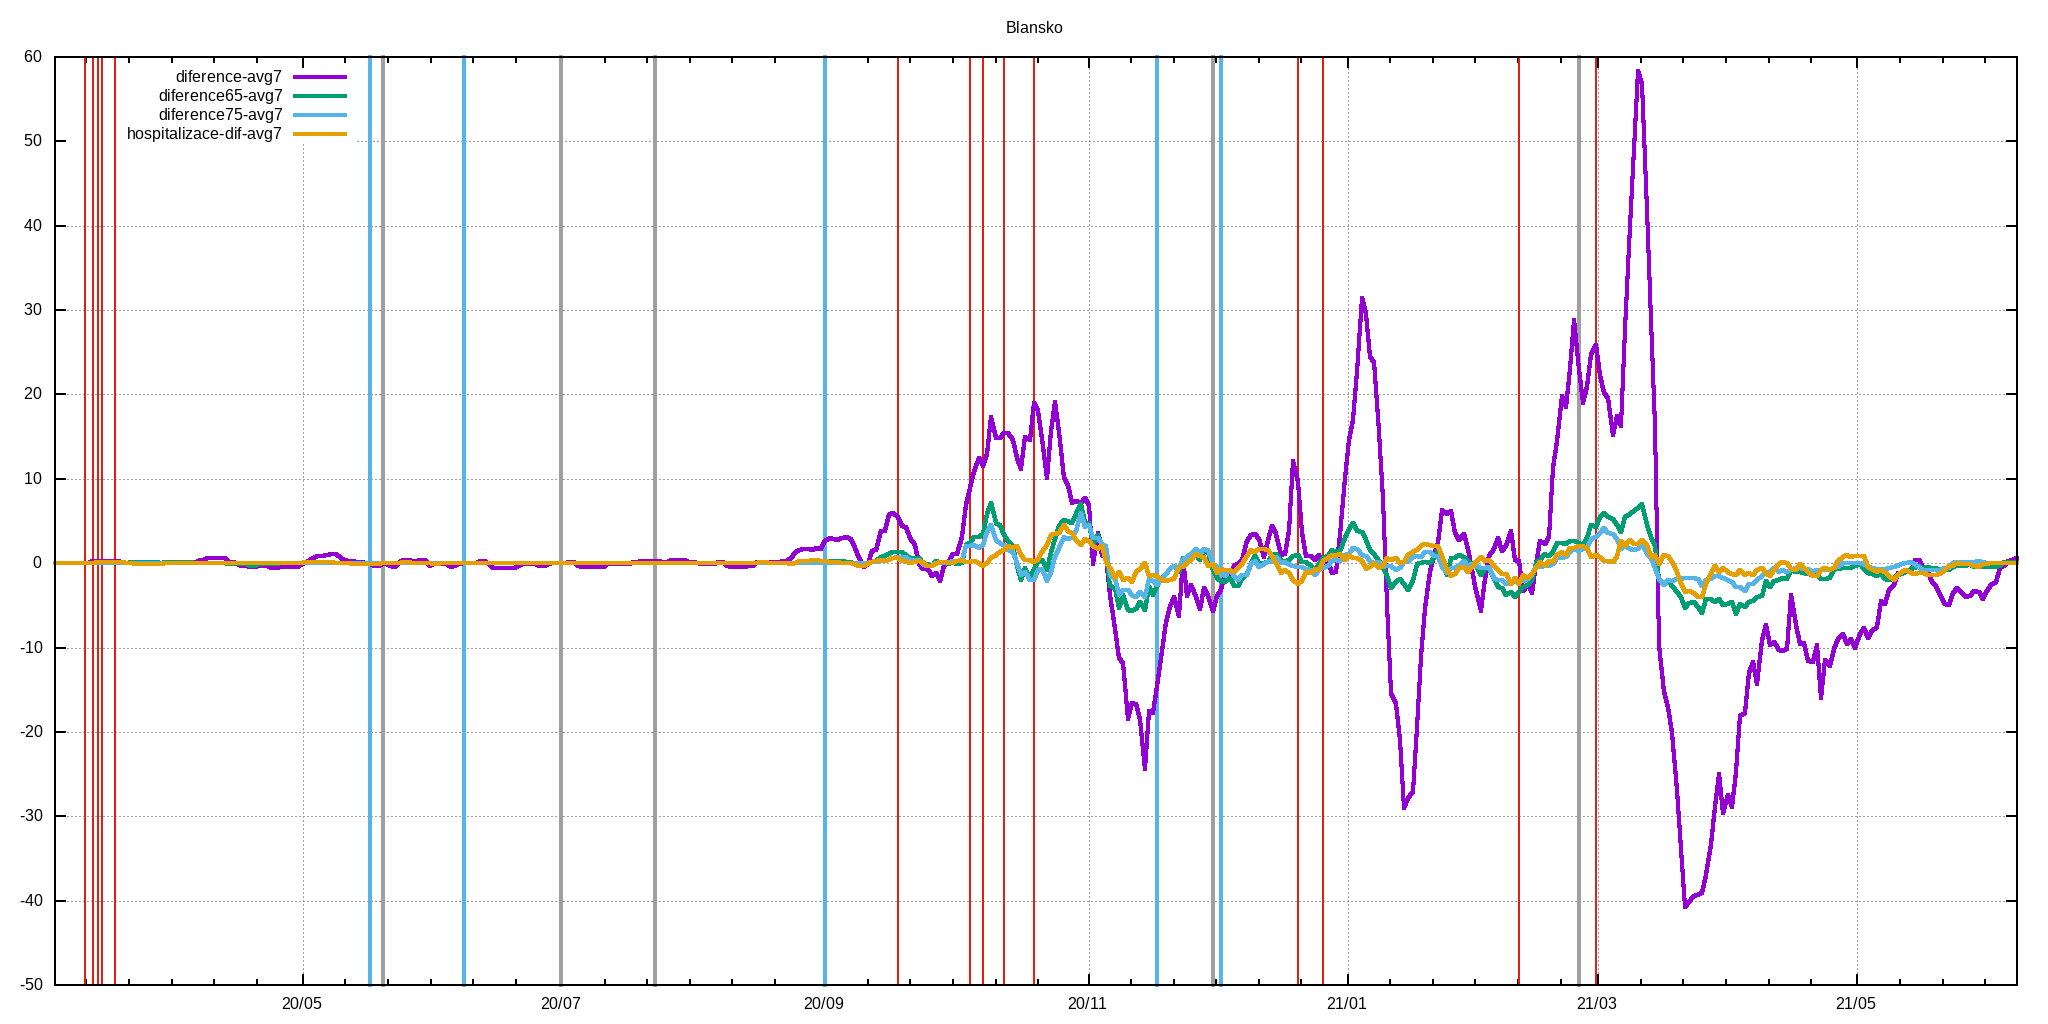 Blansko
60
50
40
30
20
10
0
-10
-20
-30
-40
-50
diference-avg7
diference65-avg7
diference75-avg7
hospitalizace-dif-avg7
20/05 20/07 20/09 20/11 21/01 21/03 21/05